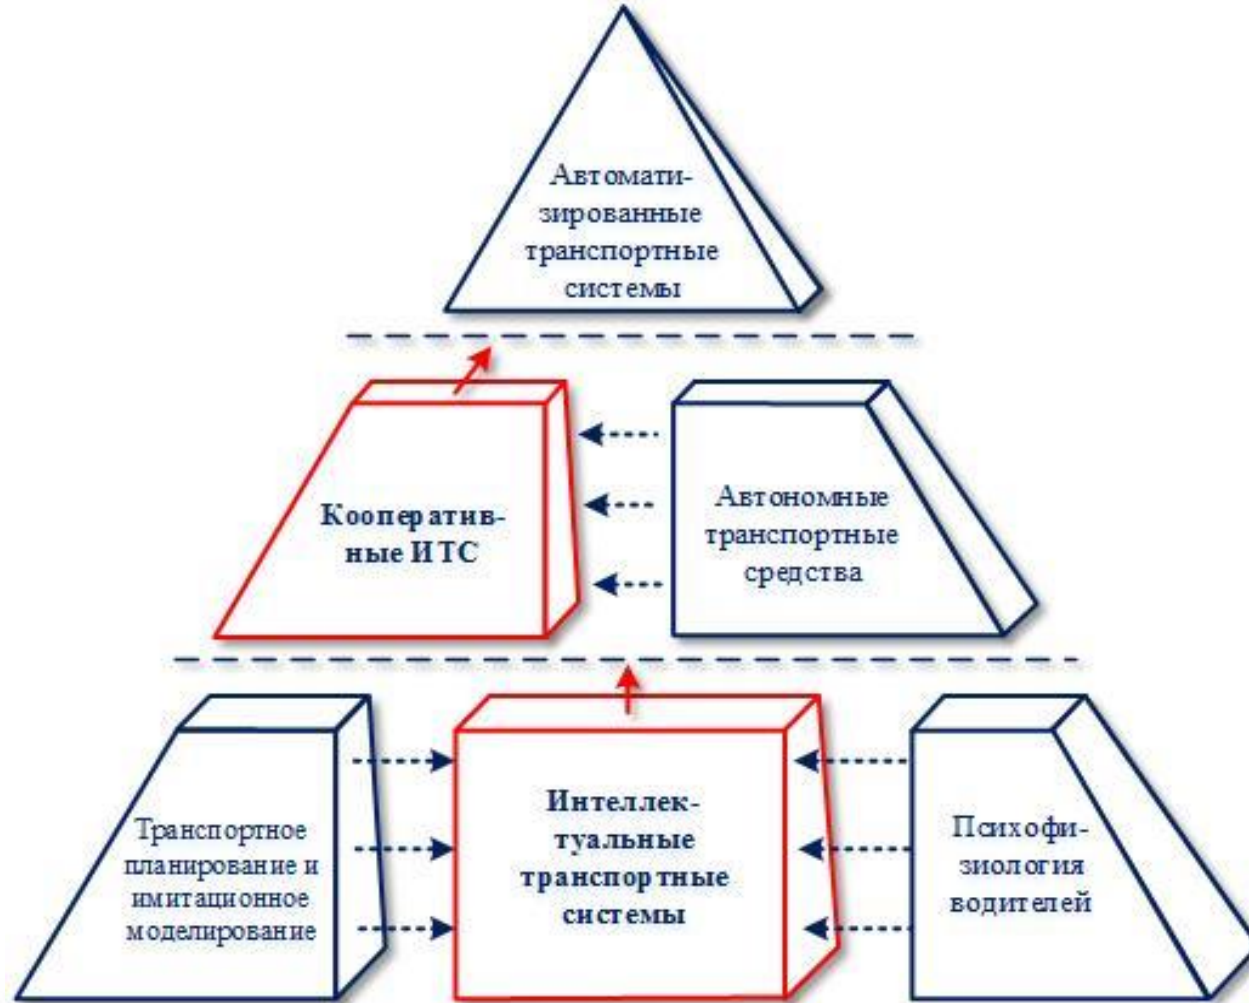 Автомати-
зированные
транспортные
системы
Кооператив-
ные ИТС
Автономные
транспортные
средства
Транспортное
планирование и
имитационное
моделирование
Интеллек-
туальные
транспортные
системы
Психофи-
зиология
водителей